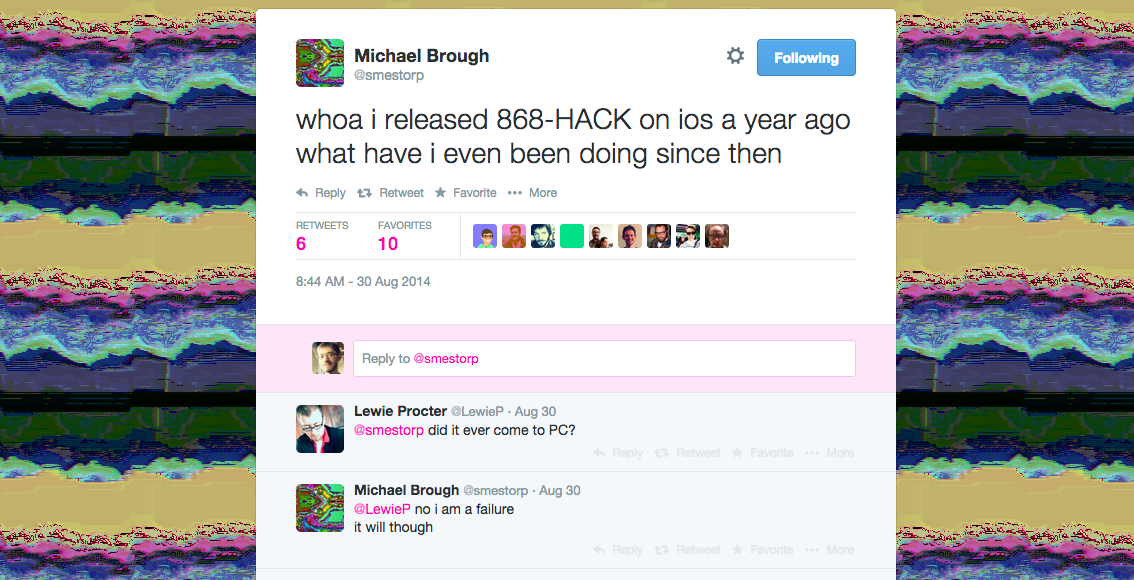 Michael Brough
@smestorp
Following
whoa i released 868-HACK on ios a year ago
what have i even been doing since then
Reply Retweet Favorite More
RETWEETS FAVORITES
6 10
8:44 AM - 30 Aug 2014
Reply to @smestorp
Lewie Procter @LewieP · Aug 30
@smestorp did it ever come to PC?
Reply Retweet Favorite More
Michael Brough @smestorp · Aug 30
@LewieP no i am a failure
it will though
Reply Retweet Favorite More